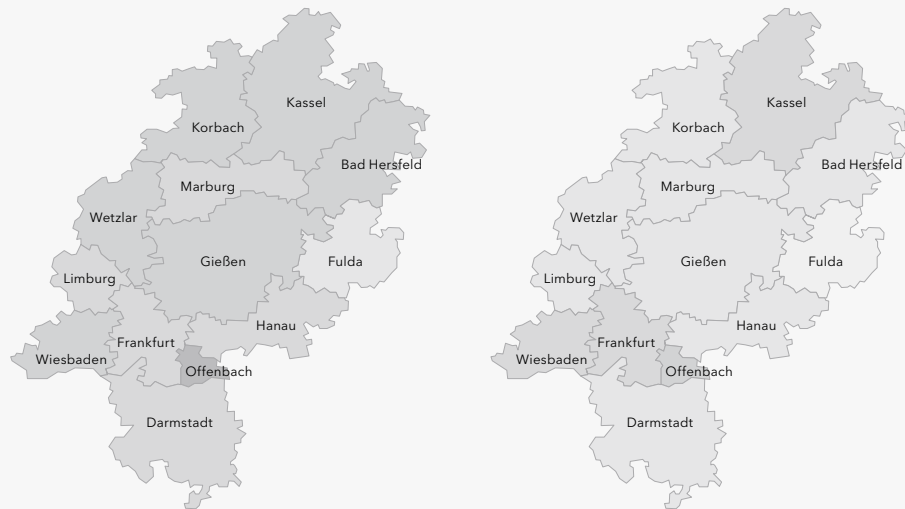 Kassel
Korbach
Bad Hersfeld
Marburg
Wetzlar
Gießen
Fulda
Limburg
Hanau
Frankfurt
Wiesbaden
Offenbach
Darmstadt
Kassel
Korbach
Bad Hersfeld
Marburg
Wetzlar
Gießen
Fulda
Limburg
Hanau
Frankfurt
Wiesbaden
Offenbach
Darmstadt